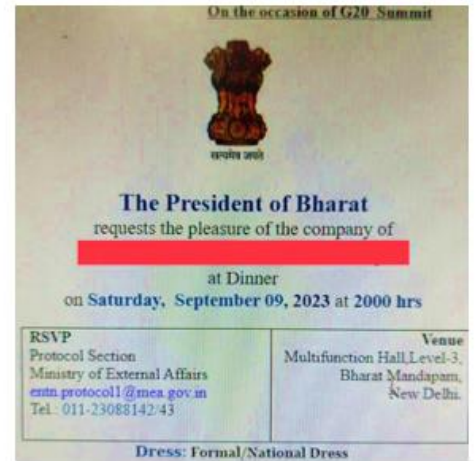 On the occasion of G20 Summit
सत्यमेव जयते
The President of Bharat
requests the pleasure of the company of
at Dinner
on Saturday, September 09, 2023 at 2000 hrs
RSVP
Protocol Section
Ministry of External Affairs
entn.protocol1@mea.gov.in
Tel.: 011-23088142/43
Venue
Multifunction Hall,Level-3,
Bharat Mandapam,
New Delhi.
Dress: Formal/National Dress